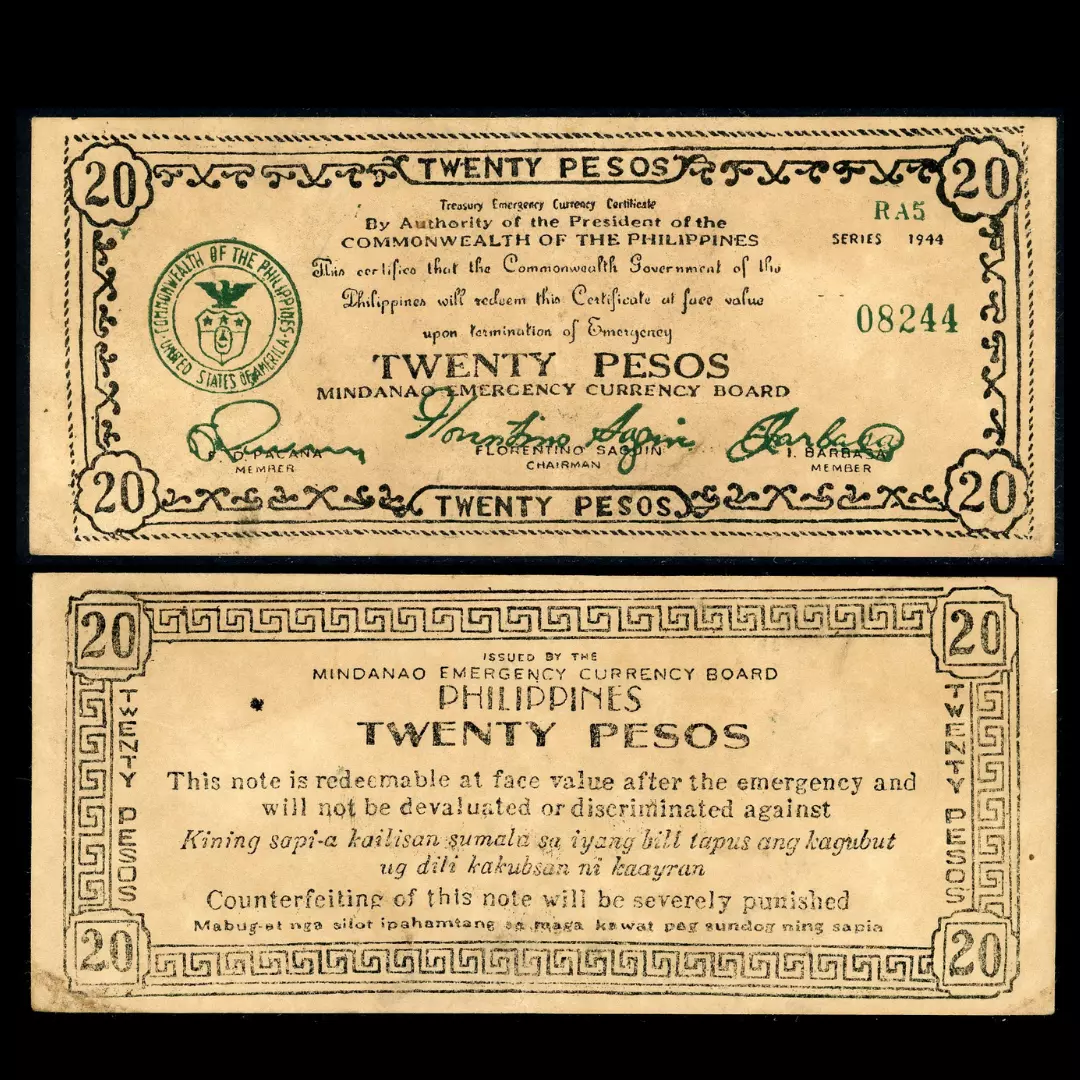 20 TWENTY PESOS 20
Treasury Emergency Currency Certificate
By Authority of the President of the
COMMONWEALTH OF THE PHILIPPINES
RA5
SERIES 1944
This certifies that the Commonwealth Government of the
Philippines will redeem this Certificate at face value
upon termination of Emergency
08244
COMMONWEALTH OF THE PHILIPPINES
UNITED STATES OF AMERICA
TWENTY PESOS
MINDANAO EMERGENCY CURRENCY BOARD
Florentino Saguin
D. PACANA
MEMBER
FLORENTINO SAGUIN
CHAIRMAN
I. BARBASA
MEMBER
20 TWENTY PESOS 20
20 20
ISSUED BY THE
MINDANAO EMERGENCY CURRENCY BOARD
PHILIPPINES
TWENTY PESOS
TWENTY PESOS
TWENTY PESOS
This note is redeemable at face value after the emergency and
will not be devaluated or discriminated against
Kining sapi-a kailisan sumala sa iyang bili tapus ang kagubut
ug dili kakubsan ni kaayran
Counterfeiting of this note will be severely punished
Mabug-at nga silot ipahamtang sa maga kawat pag sundog ning sapia
20 20